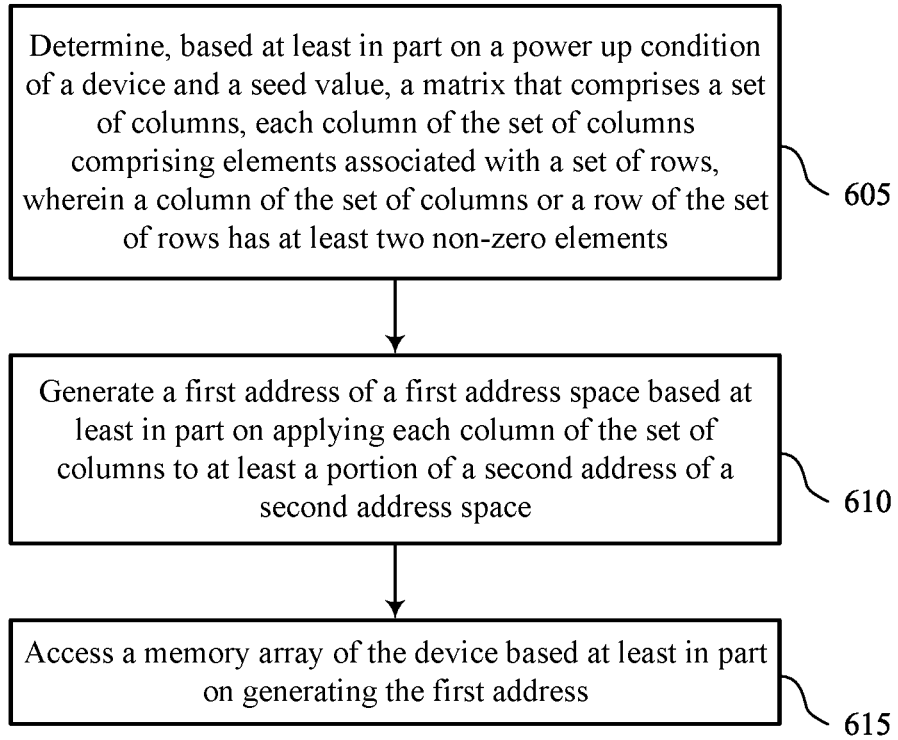 Determine, based at least in part on a power up condition
of a device and a seed value, a matrix that comprises a set
of columns, each column of the set of columns
comprising elements associated with a set of rows,
wherein a column of the set of columns or a row of the set
of rows has at least two non-zero elements
605
Generate a first address of a first address space based at
least in part on applying each column of the set of
columns to at least a portion of a second address of a
second address space
610
Access a memory array of the device based at least in part
on generating the first address
615